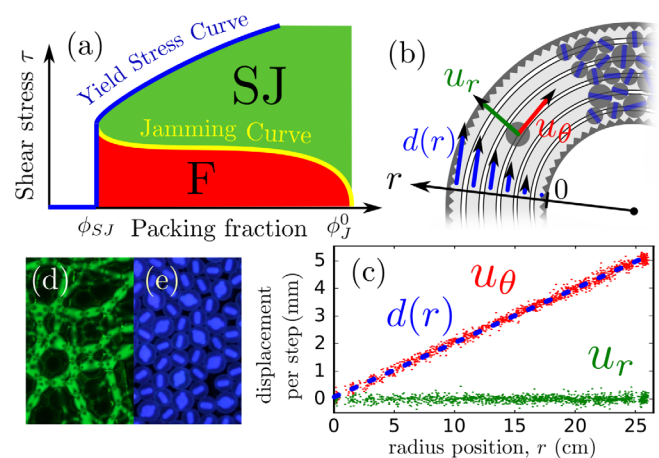 (a)
Shear stress τ
Yield Stress Curve
SJ
Jamming Curve
F
ϕ_SJ
Packing fraction
ϕ_J^0
(b)
u_r
u_θ
d(r)
r
0
(d)
(e)
(c)
displacement
per step (mm)
5
4
3
2
1
0
u_θ
d(r)
u_r
0
5
10
15
20
25
radius position, r (cm)